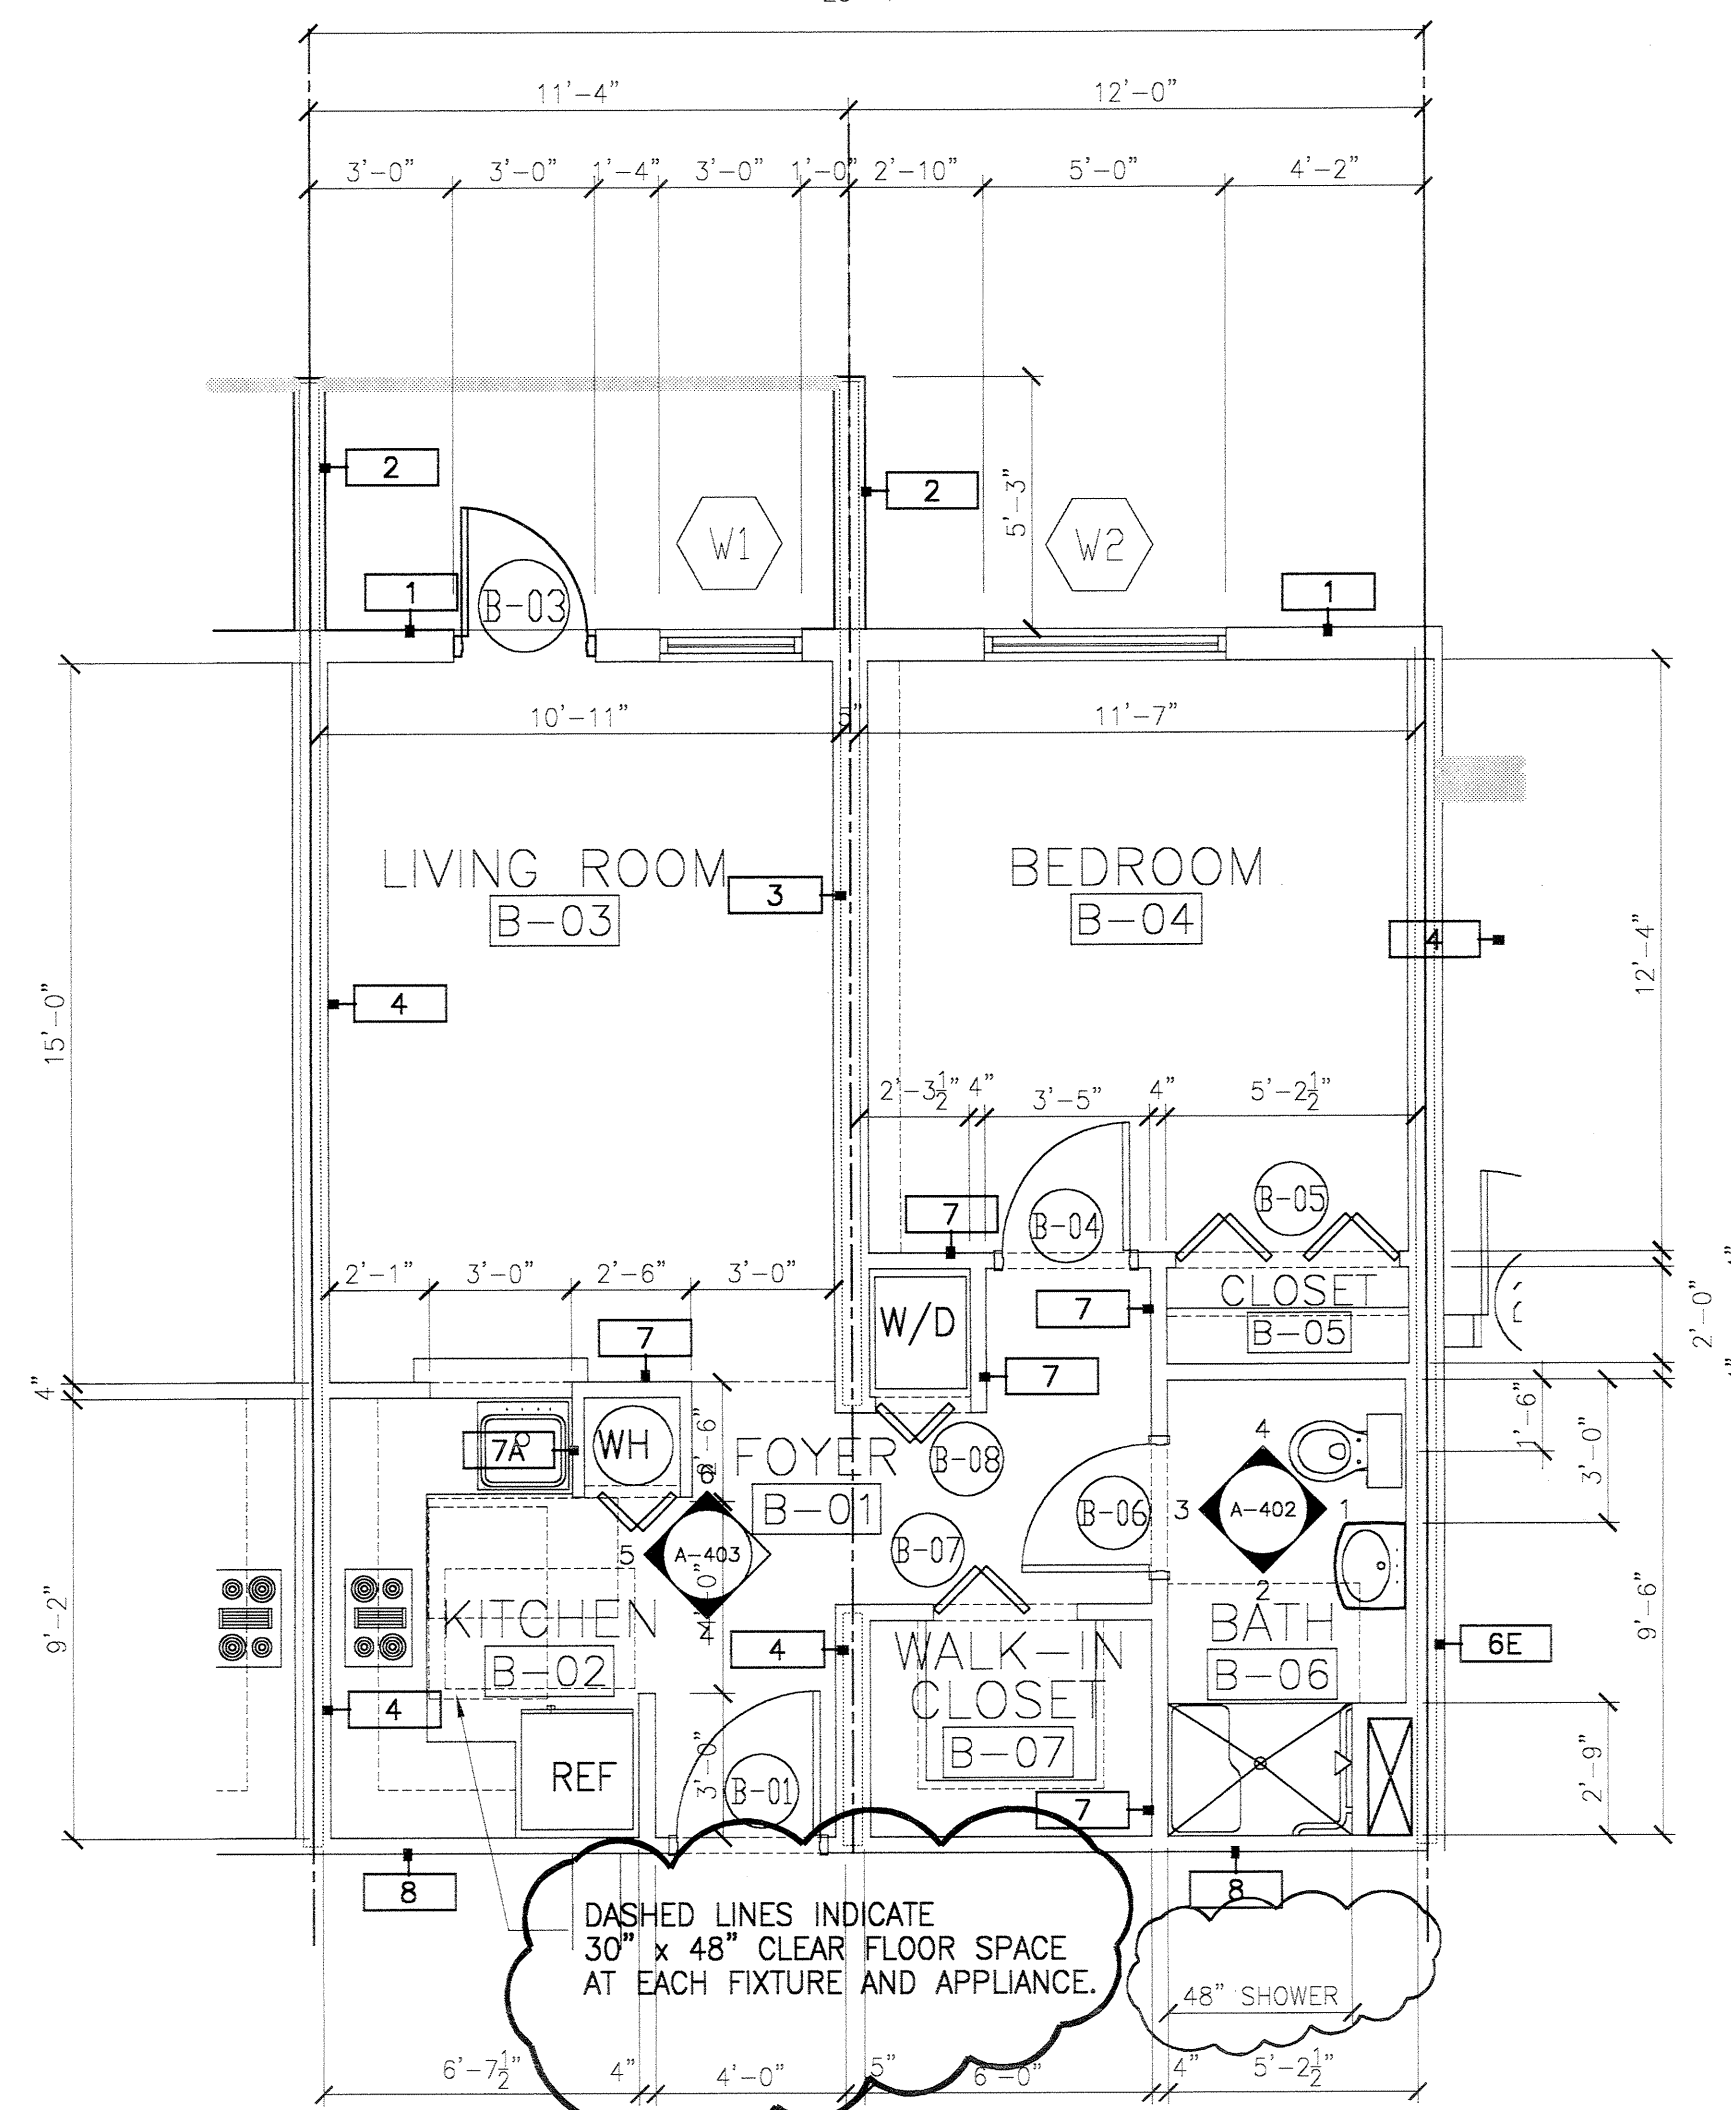 11'-4" 12'-0"
3'-0" 3'-0" 1'-4" 3'-0" 1'-0" 2'-10" 5'-0" 4'-2"
2
2
5'-3"
W1
W2
1
B-03
1
10'-11" 5" 11'-7"
LIVING ROOM
B-03
3
BEDROOM
B-04
4
4
12'-4"
15'-0"
2'-3½" 4" 3'-5" 4" 5'-2½"
7
B-04
B-05
2'-1" 3'-0" 2'-6" 3'-0"
7
W/D
7
CLOSET
B-05
2'-0"
7
4"
1'-6"
3'-0"
7A
WH
FOYER
B-01
B-08
6
5
A-403
4
B-07
B-06
4
3
A-402
1
2
9'-2"
KITCHEN
B-02
4
4
WALK-IN
CLOSET
B-07
BATH
B-06
6E
9'-6"
REF
3'-0"
B-01
7
2'-9"
8
8
DASHED LINES INDICATE
30" x 48" CLEAR FLOOR SPACE
AT EACH FIXTURE AND APPLIANCE.
48" SHOWER
6'-7½" 4" 4'-0" 5" 6'-0" 4" 5'-2½"